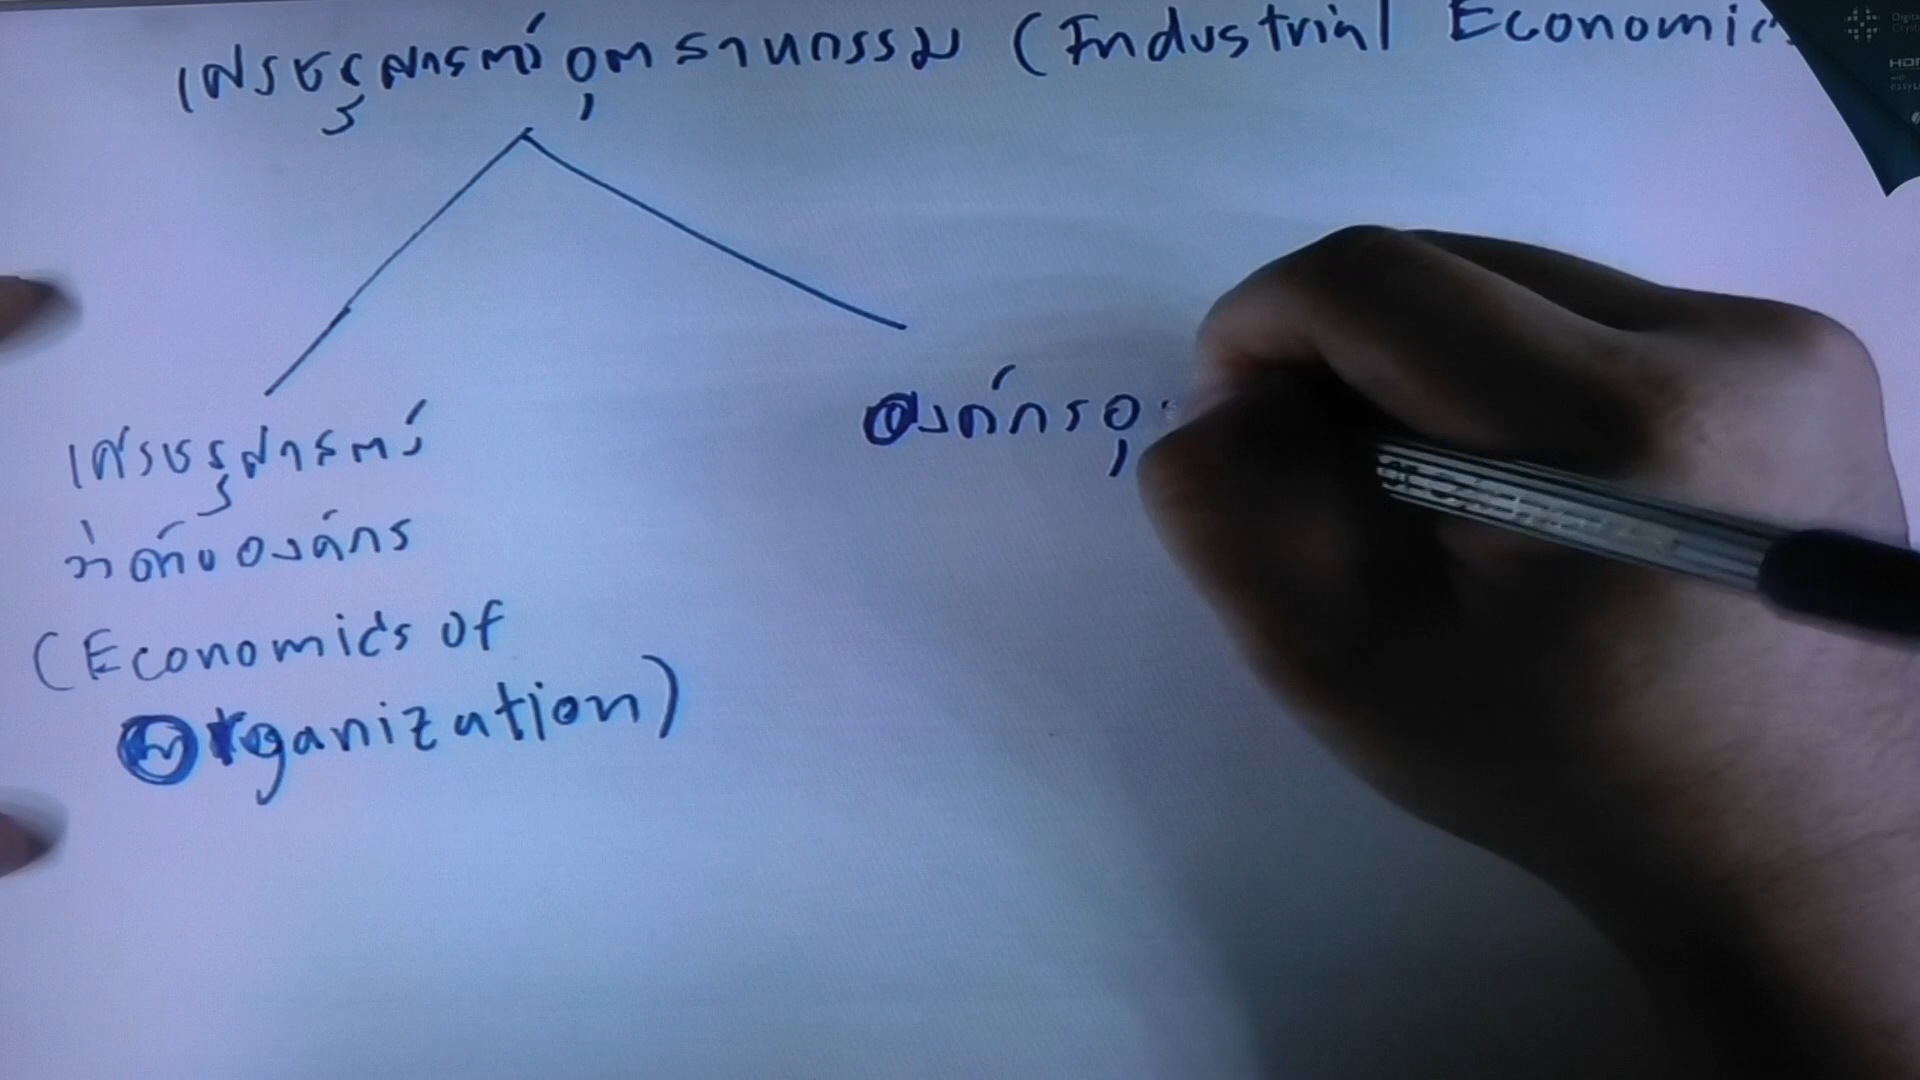 เศรษฐศาสตร์อุตสาหกรรม (Industrial Economic
เศรษฐศาสตร์
ว่าด้วยองค์กร
(Economics of
Organization)
องค์กรอุ